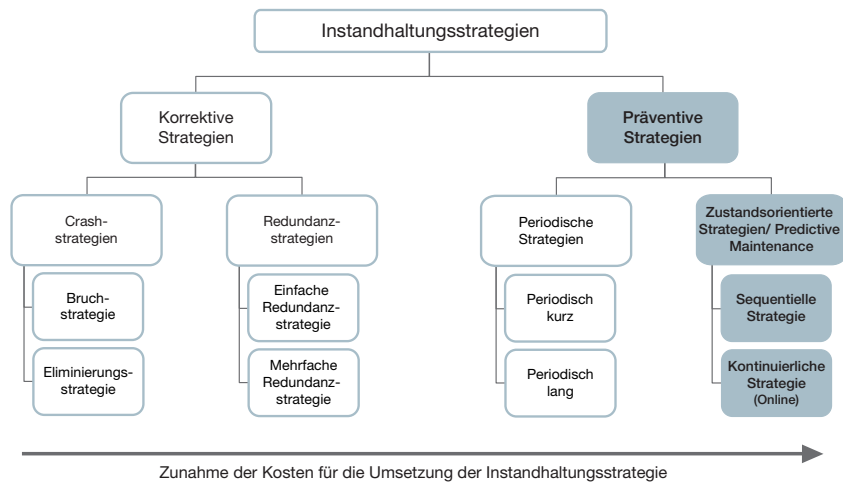 Instandhaltungsstrategien
Korrektive
Strategien
Präventive
Strategien
Crash-
strategien
Redundanz-
strategien
Periodische
Strategien
Zustandsorientierte
Strategien/ Predictive
Maintenance
Bruch-
strategie
Einfache
Redundanz-
strategie
Periodisch
kurz
Sequentielle
Strategie
Eliminierungs-
strategie
Mehrfache
Redundanz-
strategie
Periodisch
lang
Kontinuierliche
Strategie
(Online)
Zunahme der Kosten für die Umsetzung der Instandhaltungsstrategie